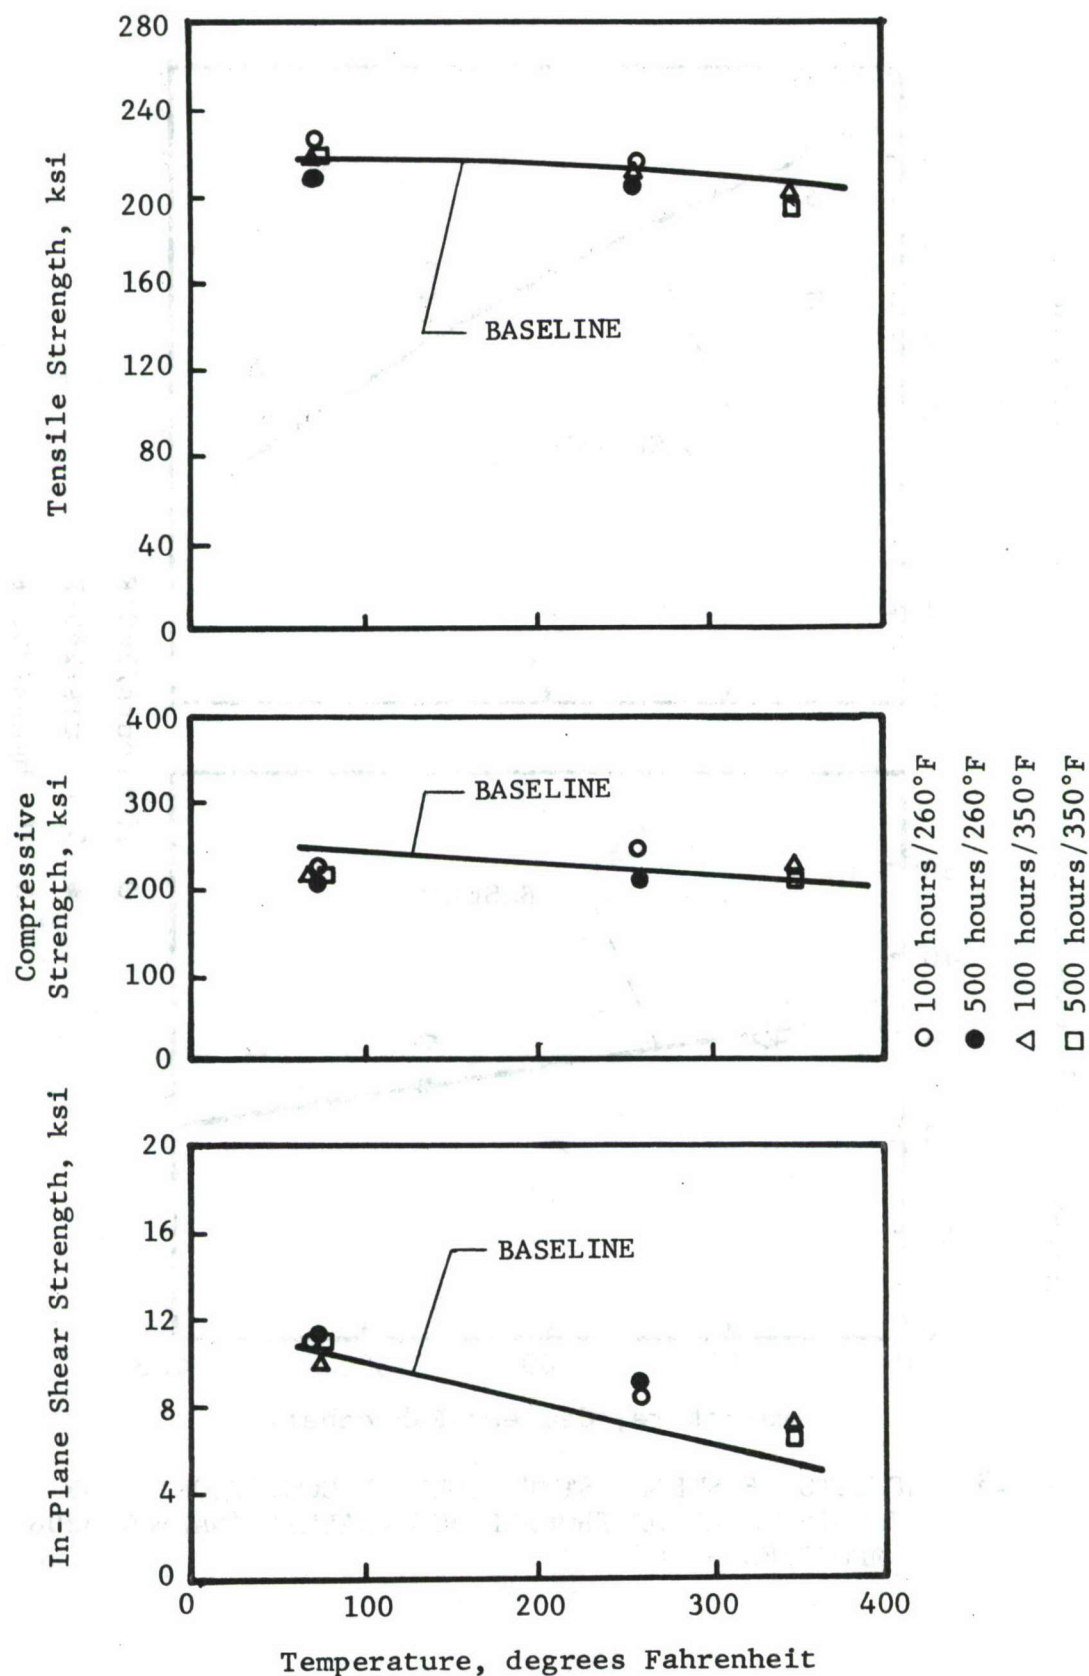 280
240
200
160
120
80
40
0
Tensile Strength, ksi
BASELINE
400
300
200
100
0
Compressive
Strength, ksi
BASELINE
○ 100 hours/260°F
● 500 hours/260°F
△ 100 hours/350°F
□ 500 hours/350°F
20
16
12
8
4
0
In-Plane Shear Strength, ksi
BASELINE
0 100 200 300 400
Temperature, degrees Fahrenheit